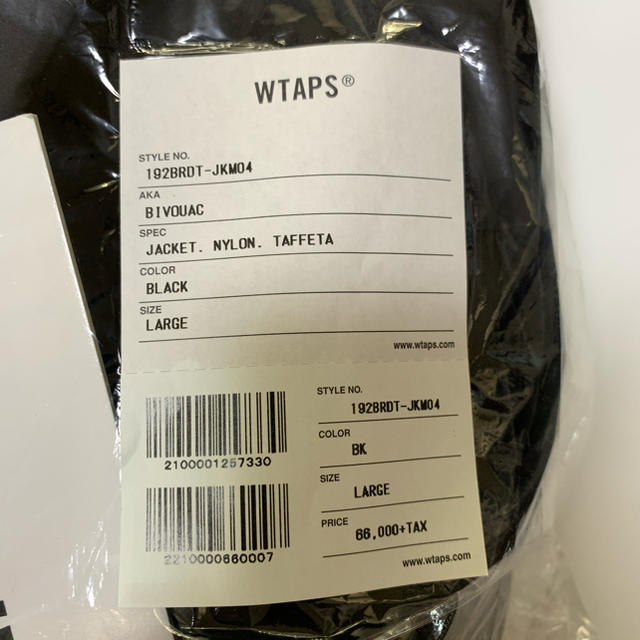 WTAPS®
STYLE NO.
192BRDT-JKM04
AKA
BIVOUAC
SPEC
JACKET. NYLON. TAFFETA
COLOR
BLACK
SIZE
LARGE
www.wtaps.com
STYLE NO.
192BRDT-JKM04
COLOR
BK
SIZE
LARGE
PRICE
66,000+TAX
www.wtaps.com
2100001257330
2210000660007